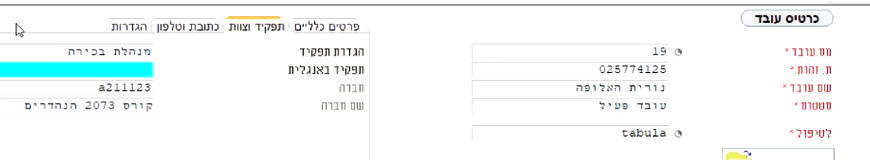 כרטיס עובד
פרטים כלליים תפקיד וצוות כתובת וטלפון הגדרות
מס.עובד * 19
ת. זהות * 025774125
שם עובד * נורית האלופה
סטטוס * עובד פעיל
לטיפול * tabula
הגדרת תפקיד מנהלת בכירה
תפקיד באנגלית
חברה a211123
שם חברה קורס 2073 הנהדרים